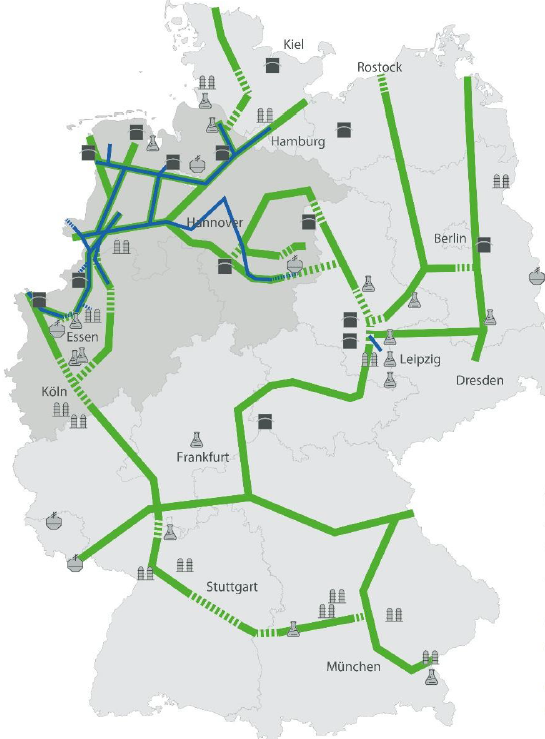 Kiel
Rostock
Hamburg
Hannover
Berlin
Essen
Leipzig
Köln
Dresden
Frankfurt
Stuttgart
München